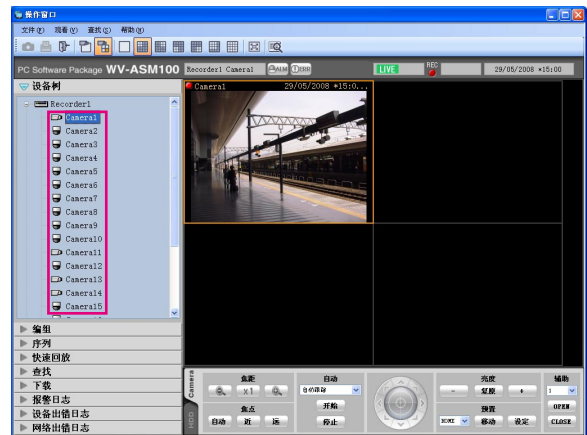 操作窗口
文件(F) 观看(V) 查找(S) 帮助(H)
PC Software Package WV-ASM100 Recorder1 Camera1 ALM ERR LIVE REC 29/05/2008 *15:00
设备树
Recorder1
Camera1
Camera2
Camera3
Camera4
Camera5
Camera6
Camera7
Camera8
Camera9
Camera10
Camera11
Camera12
Camera13
Camera14
Camera15
Camera1 29/05/2008 *15:0...
编组
序列
快速回放
查找
下载
报警日志
设备出错日志
网络出错日志
Camera
HDD
焦距 自动 亮度 辅助
x1 自动跟踪 - 复原 + 1
焦点 开始 预置 OPEN
自动 近 远 停止 HOME 移动 设定 CLOSE